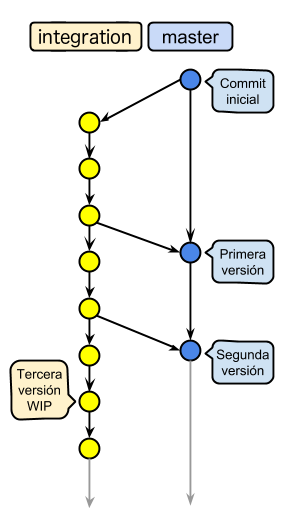 integration
master
Commit
inicial
Primera
versión
Segunda
versión
Tercera
versión
WIP